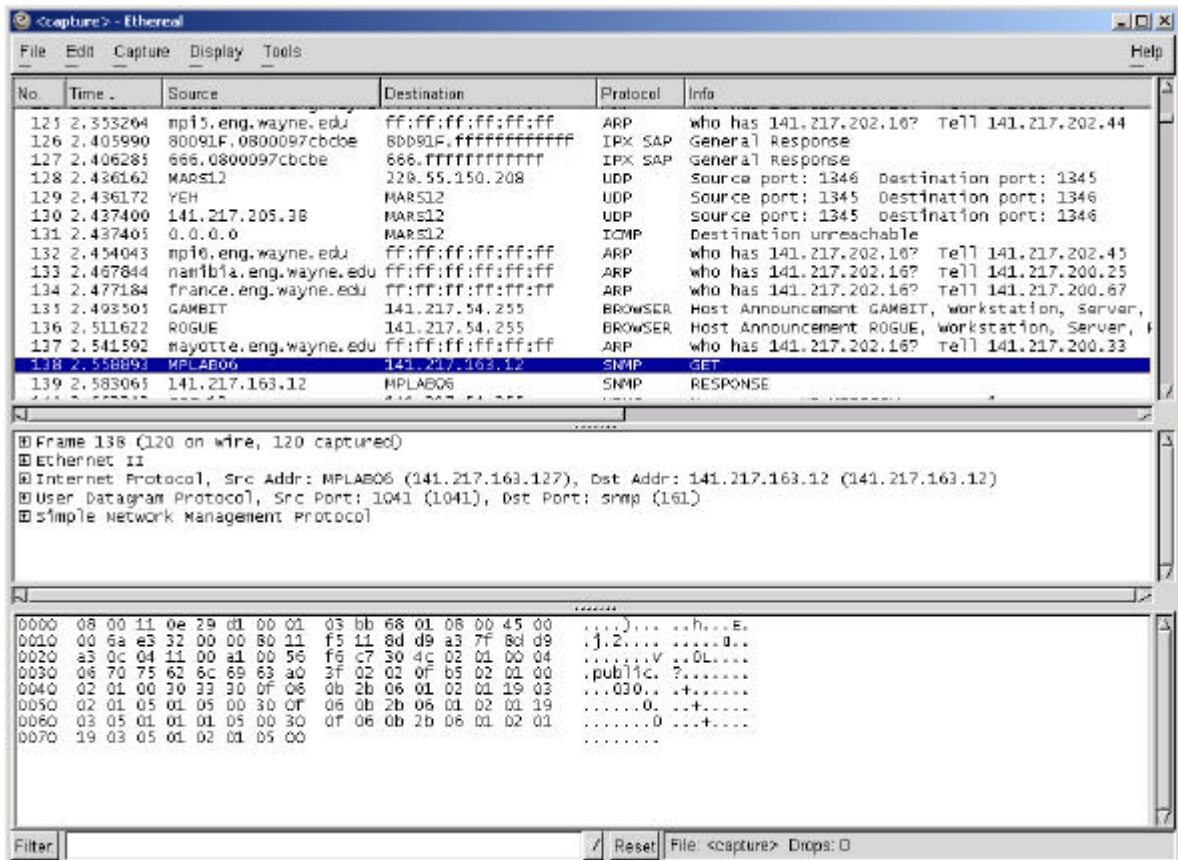 <capture> - Ethereal
File Edit Capture Display Tools Help
No. Time . Source Destination Protocol Info
125 2.353264 mpi5.eng.wayne.edu ff:ff:ff:ff:ff:ff ARP who has 141.217.202.16? Tell 141.217.202.44
126 2.405990 80091F.0800097cbcbe 8DD91F.ffffffffffff IPX SAP General Response
127 2.406285 666.0800097cbcbe 666.ffffffffffff IPX SAP General Response
128 2.436162 MARS12 228.55.150.208 UDP Source port: 1346 Destination port: 1345
129 2.436172 YEH MARS12 UDP Source port: 1345 Destination port: 1346
130 2.437400 141.217.205.38 MARS12 UDP Source port: 1345 Destination port: 1346
131 2.437405 0.0.0.0 MARS12 ICMP Destination unreachable
132 2.454043 mpi6.eng.wayne.edu ff:ff:ff:ff:ff:ff ARP who has 141.217.202.16? Tell 141.217.202.45
133 2.467844 namibia.eng.wayne.edu ff:ff:ff:ff:ff:ff ARP who has 141.217.202.16? Tell 141.217.200.25
134 2.477184 france.eng.wayne.edu ff:ff:ff:ff:ff:ff ARP who has 141.217.202.16? Tell 141.217.200.67
135 2.493505 GAMBIT 141.217.54.255 BROWSER Host Announcement GAMBIT, Workstation, Server,
136 2.511622 ROGUE 141.217.54.255 BROWSER Host Announcement ROGUE, Workstation, Server,
137 2.541592 mayotte.eng.wayne.edu ff:ff:ff:ff:ff:ff ARP who has 141.217.202.16? Tell 141.217.200.33
138 2.558893 MPLAB06 141.217.163.12 SNMP GET
139 2.583065 141.217.163.12 MPLAB06 SNMP RESPONSE
Frame 138 (120 on wire, 120 captured)
Ethernet II
Internet Protocol, Src Addr: MPLAB06 (141.217.163.127), Dst Addr: 141.217.163.12 (141.217.163.12)
User Datagram Protocol, Src Port: 1041 (1041), Dst Port: snmp (161)
Simple Network Management Protocol
0000 08 00 11 0e 29 d1 00 01 03 bb 68 01 08 00 45 00 ....)... ..h...E.
0010 00 6a e3 32 00 00 80 11 f5 11 8d d9 a3 7f 8d d9 .j.2.... ........
0020 a3 0c 04 11 00 a1 00 56 f6 c7 30 4c 02 01 00 04 .......V ..0L....
0030 06 70 75 62 6c 69 63 a0 3f 02 02 0f b5 02 01 00 .public. ?.......
0040 02 01 00 30 33 30 0f 06 0b 2b 06 01 02 01 19 03 ...030.. .+......
0050 02 01 05 01 05 00 30 0f 06 0b 2b 06 01 02 01 19 ......0. ..+.....
0060 03 05 01 01 01 05 00 30 0f 06 0b 2b 06 01 02 01 .......0 ...+....
0070 19 03 05 01 02 01 05 00 ........
Filter: Reset File: <capture> Drops: 0